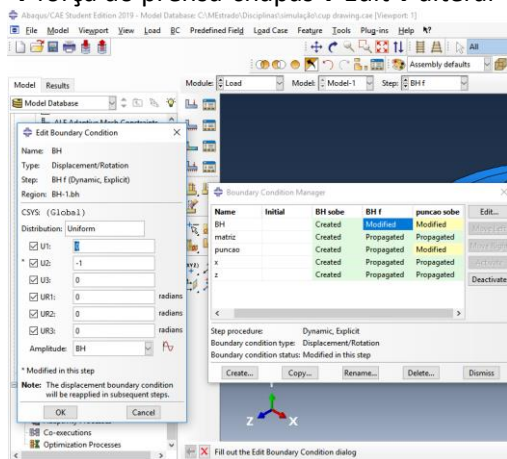 força do prensa-chapas Edit altera:
Abaqus/CAE Student Edition 2019 - Model Database: C:\MEstrado\Disciplinas\simulação\cup drawing.cae [Viewport: 1]
File Model Viewport View Load BC Predefined Field Load Case Feature Tools Plug-ins Help
All
Assembly defaults
Model Results
Module: Load Model: Model-1 Step: BH f
Model Database
ALE Adaptive Mesh Constraints
Edit Boundary Condition
Name: BH
Type: Displacement/Rotation
Step: BH f (Dynamic, Explicit)
Region: BH-1.bh
CSYS: (Global)
Distribution: Uniform
U1:
* U2: -1
U3: 0
UR1: 0 radians
UR2: 0 radians
UR3: 0 radians
Amplitude: BH
* Modified in this step
Note: The displacement boundary condition
will be reapplied in subsequent steps.
OK Cancel
Co-executions
Optimization Processes
Boundary Condition Manager
Name Initial BH sobe BH f puncao sobe Edit...
BH Created Modified Modified
matriz Created Propagated Propagated
puncao Created Propagated Modified
x Created Propagated Propagated
z Created Propagated Propagated
Deactivate
Step procedure: Dynamic, Explicit
Boundary condition type: Displacement/Rotation
Boundary condition status: Modified in this step
Create... Copy... Rename... Delete... Dismiss
Z X
Fill out the Edit Boundary Condition dialog